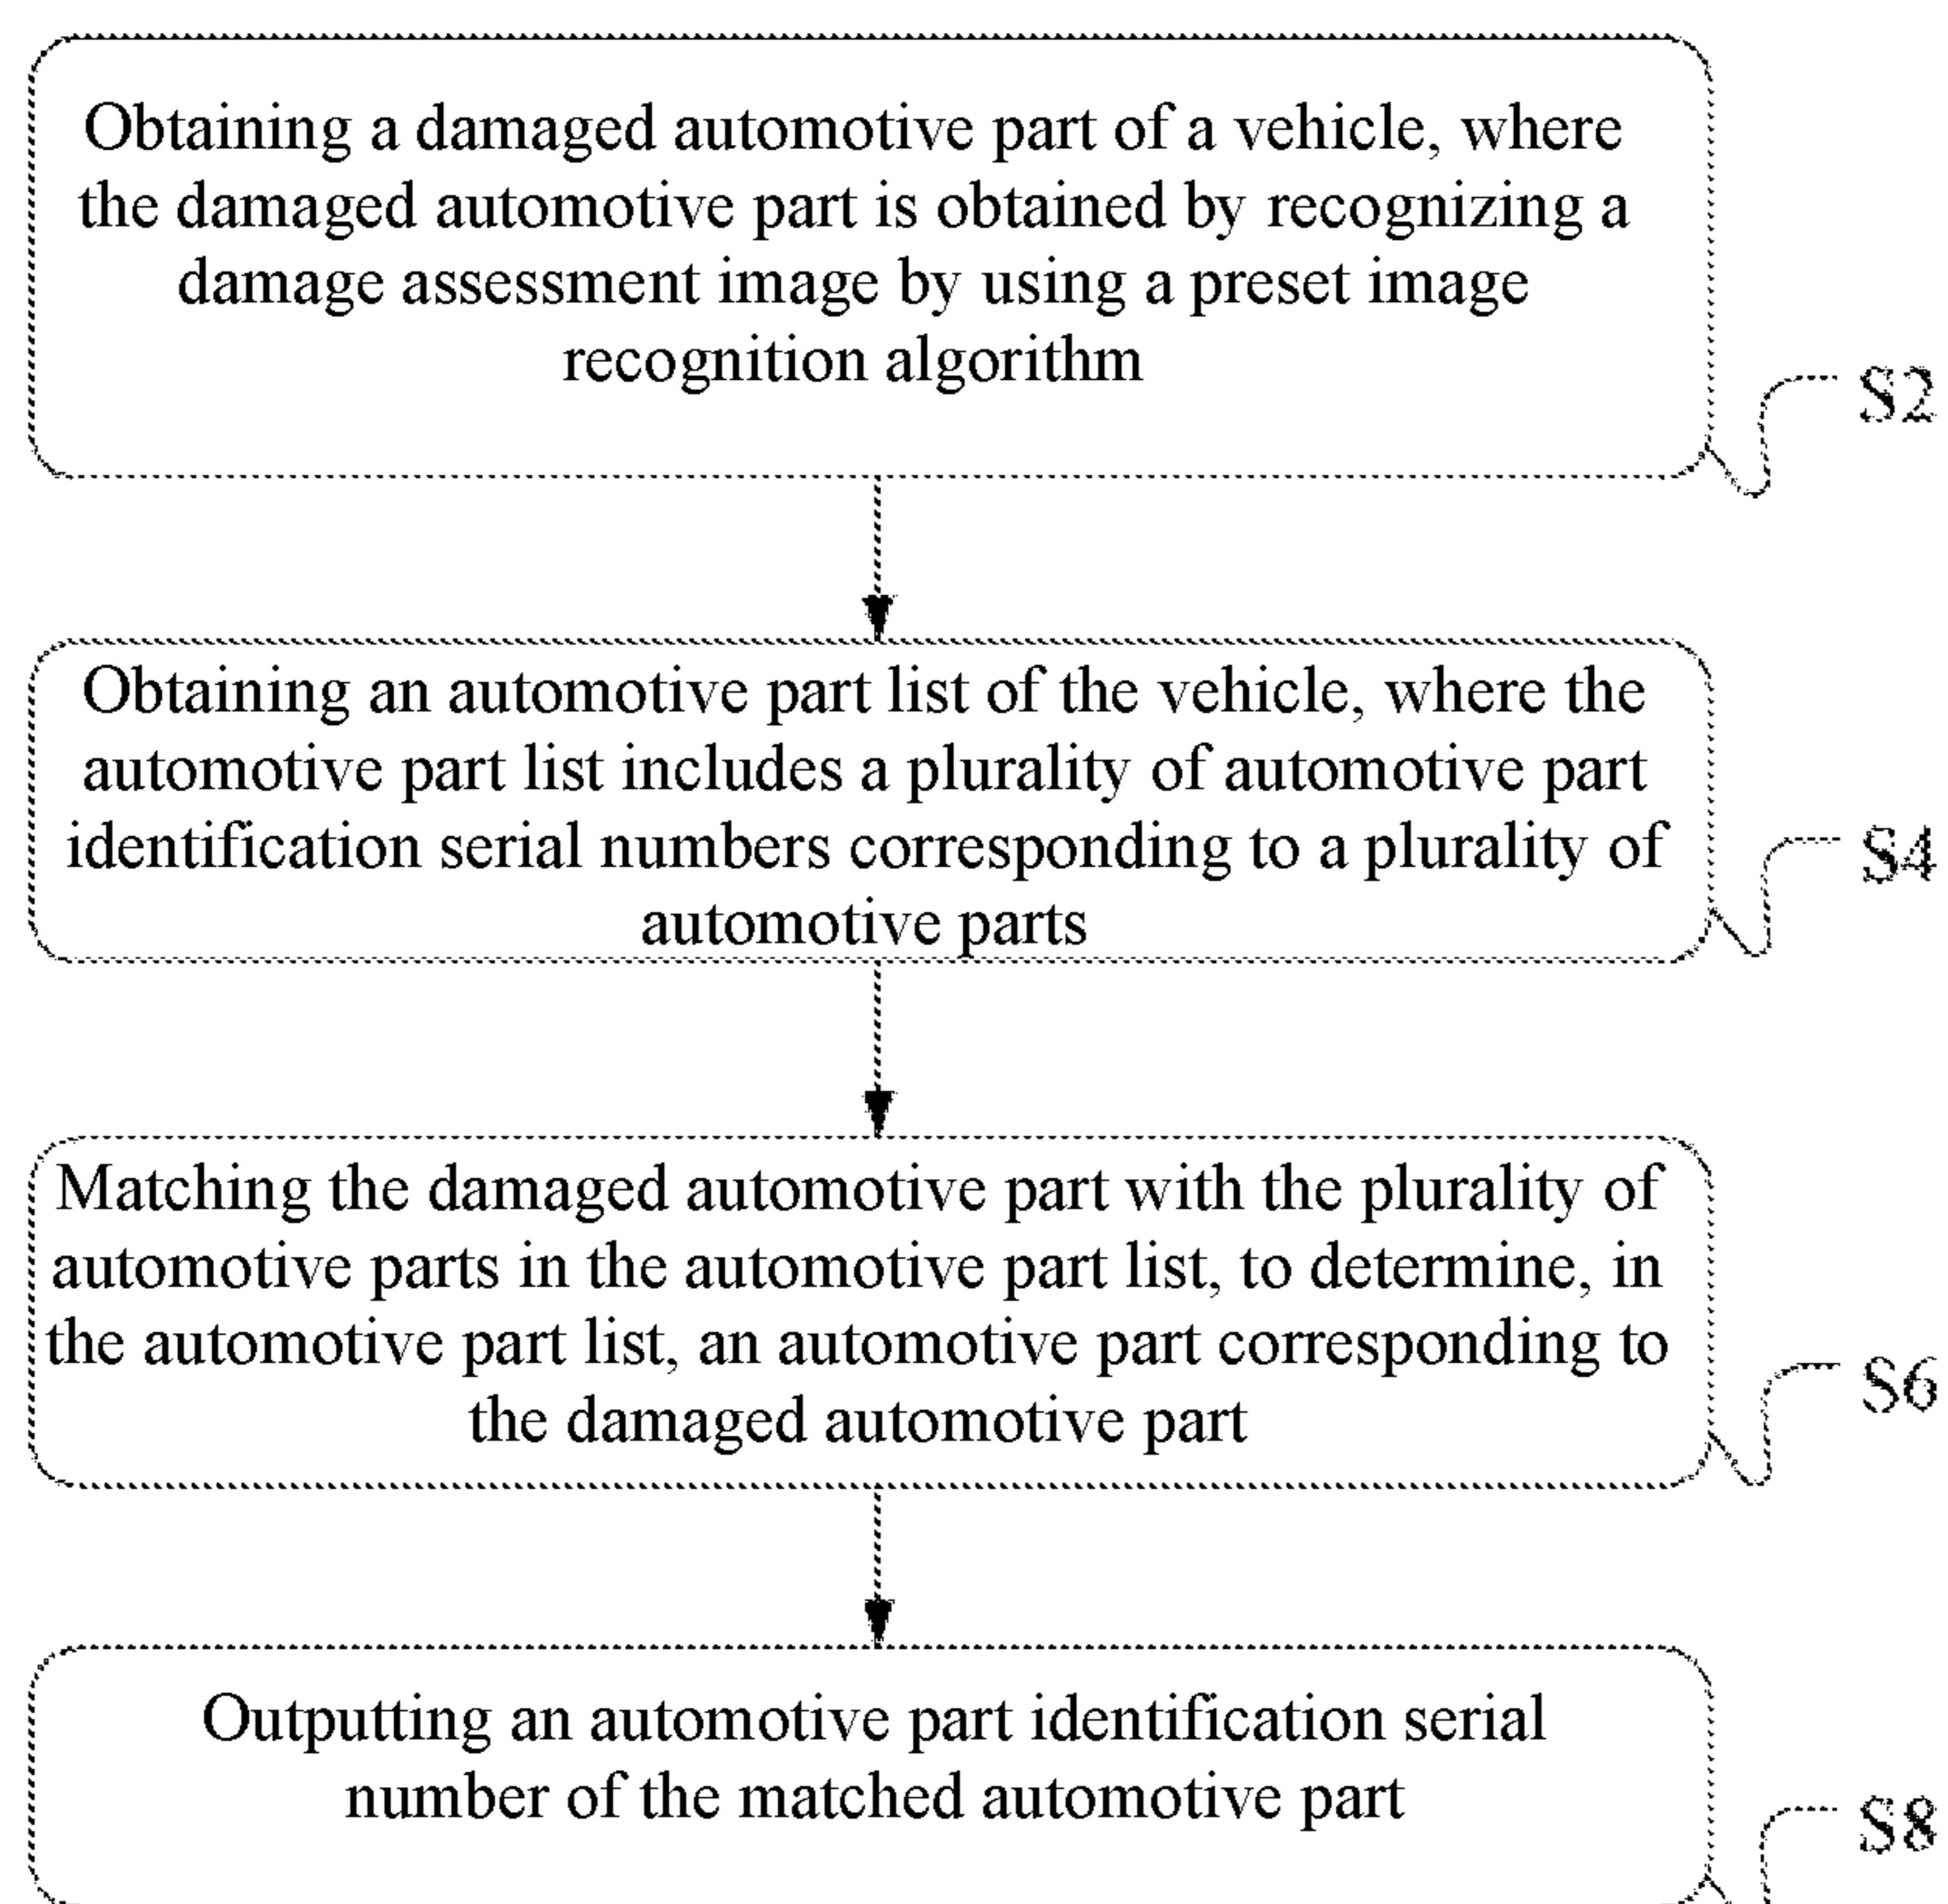 Obtaining a damaged automotive part of a vehicle, where
the damaged automotive part is obtained by recognizing a
damage assessment image by using a preset image
recognition algorithm
S2
Obtaining an automotive part list of the vehicle, where the
automotive part list includes a plurality of automotive part
identification serial numbers corresponding to a plurality of
automotive parts
S4
Matching the damaged automotive part with the plurality of
automotive parts in the automotive part list, to determine, in
the automotive part list, an automotive part corresponding to
the damaged automotive part
S6
Outputting an automotive part identification serial
number of the matched automotive part
S8